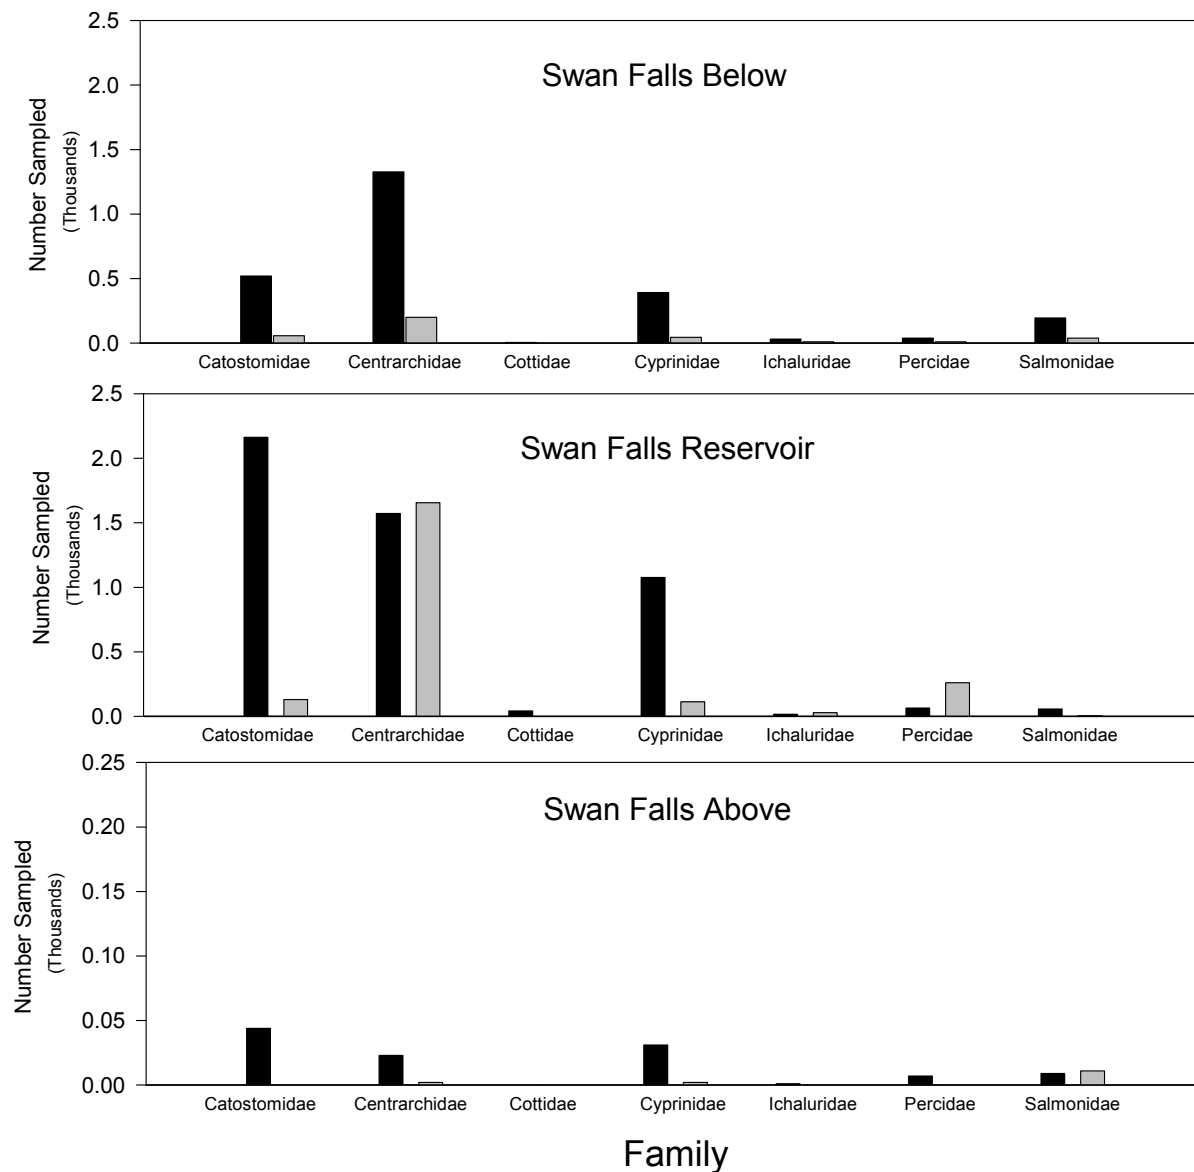 Swan Falls Below
Number Sampled
(Thousands)
2.5
2.0
1.5
1.0
0.5
0.0
Catostomidae Centrarchidae Cottidae Cyprinidae Ichaluridae Percidae Salmonidae
Swan Falls Reservoir
Number Sampled
(Thousands)
2.5
2.0
1.5
1.0
0.5
0.0
Catostomidae Centrarchidae Cottidae Cyprinidae Ichaluridae Percidae Salmonidae
Swan Falls Above
Number Sampled
(Thousands)
0.25
0.20
0.15
0.10
0.05
0.00
Catostomidae Centrarchidae Cottidae Cyprinidae Ichaluridae Percidae Salmonidae
Family